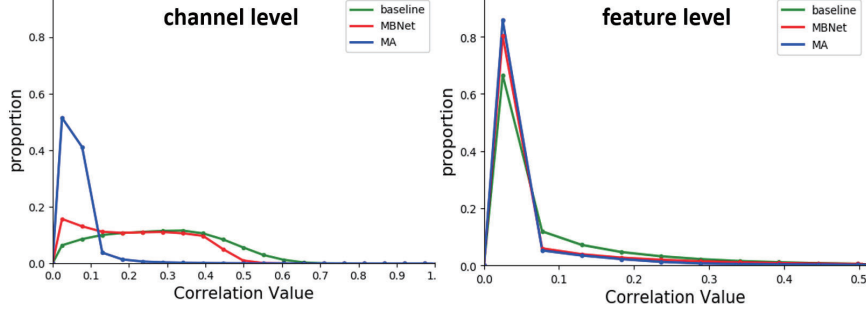 channel level
baseline
MBNet
MA
0.8
0.6
0.4
0.2
0.0
proportion
0.0 0.1 0.2 0.3 0.4 0.5 0.6 0.7 0.8 0.9 1.
Correlation Value
feature level
baseline
MBNet
MA
0.8
0.6
0.4
0.2
0.0
proportion
0.0 0.1 0.2 0.3 0.4 0.5
Correlation Value